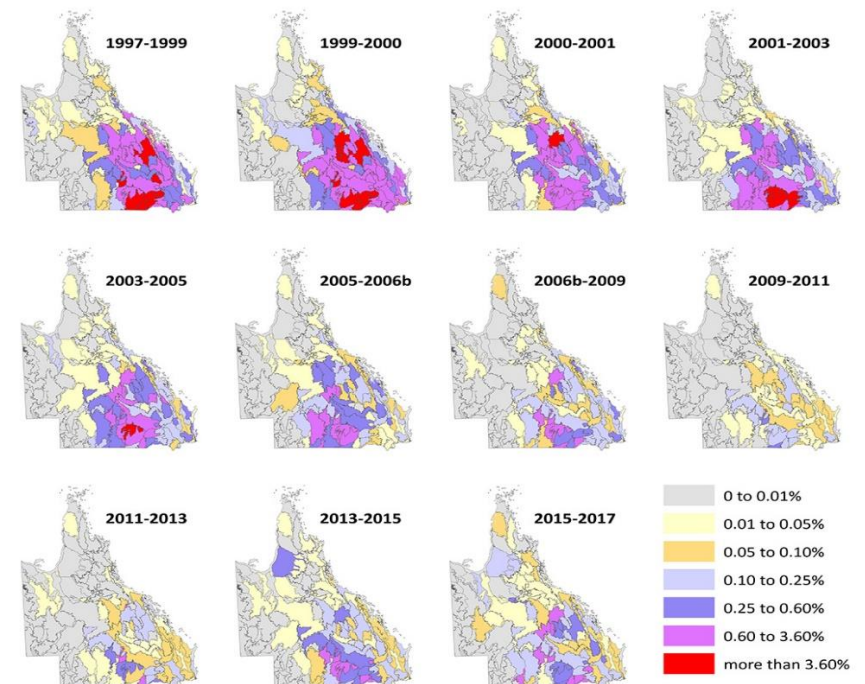 1997-1999
1999-2000
2000-2001
2001-2003
2003-2005
2005-2006b
2006b-2009
2009-2011
2011-2013
2013-2015
2015-2017
0 to 0.01%
0.01 to 0.05%
0.05 to 0.10%
0.10 to 0.25%
0.25 to 0.60%
0.60 to 3.60%
more than 3.60%